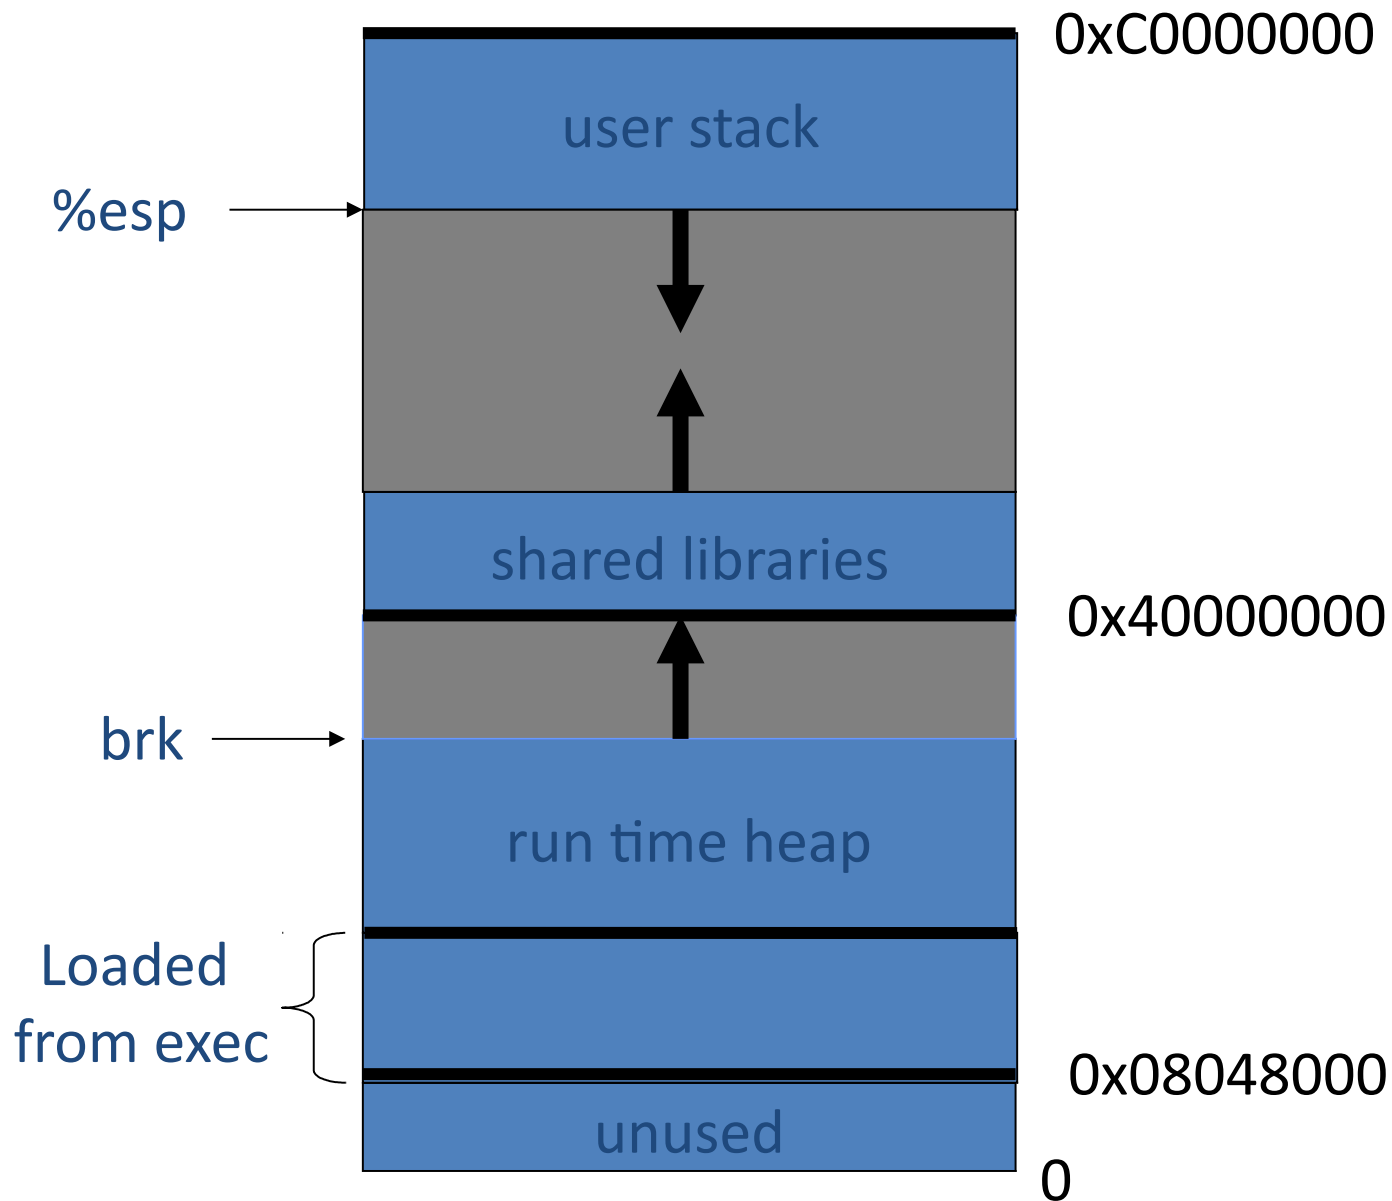 0xC0000000
user stack
%esp
shared libraries
0x40000000
brk
run time heap
Loaded
from exec
0x08048000
unused
0